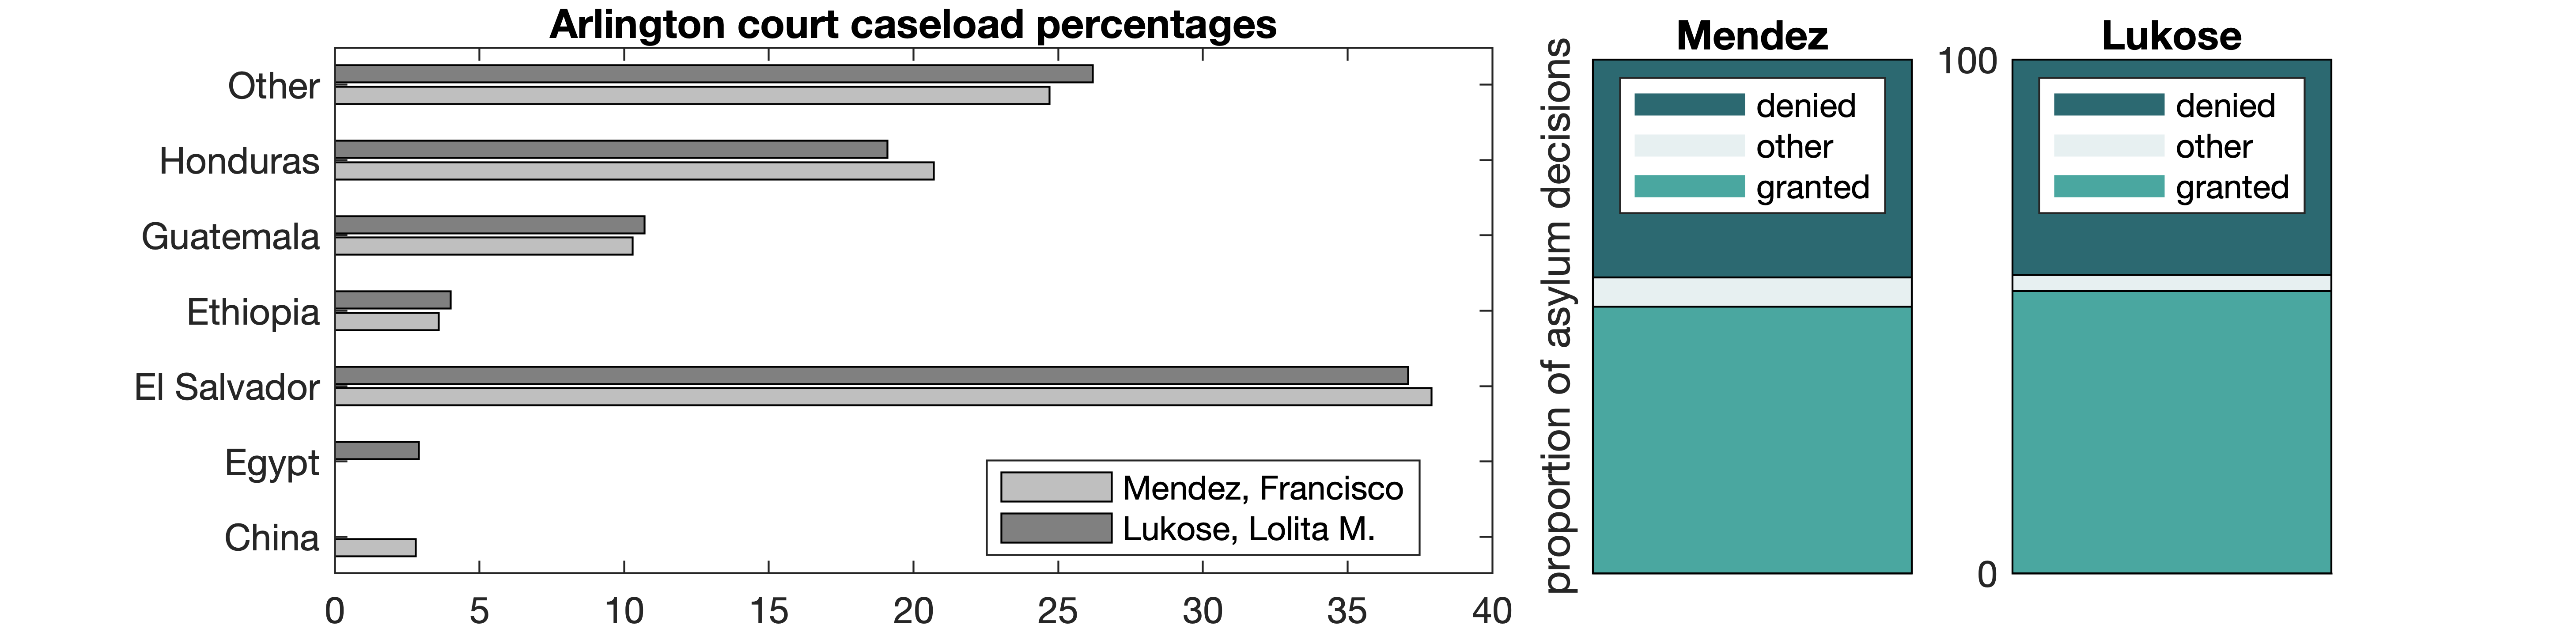 Arlington court caseload percentages
Other
Honduras
Guatemala
Ethiopia
El Salvador
Egypt
China
0 5 10 15 20 25 30 35 40
Mendez, Francisco
Lukose, Lolita M.
proportion of asylum decisions
Mendez
denied
other
granted
Lukose
100
0
denied
other
granted